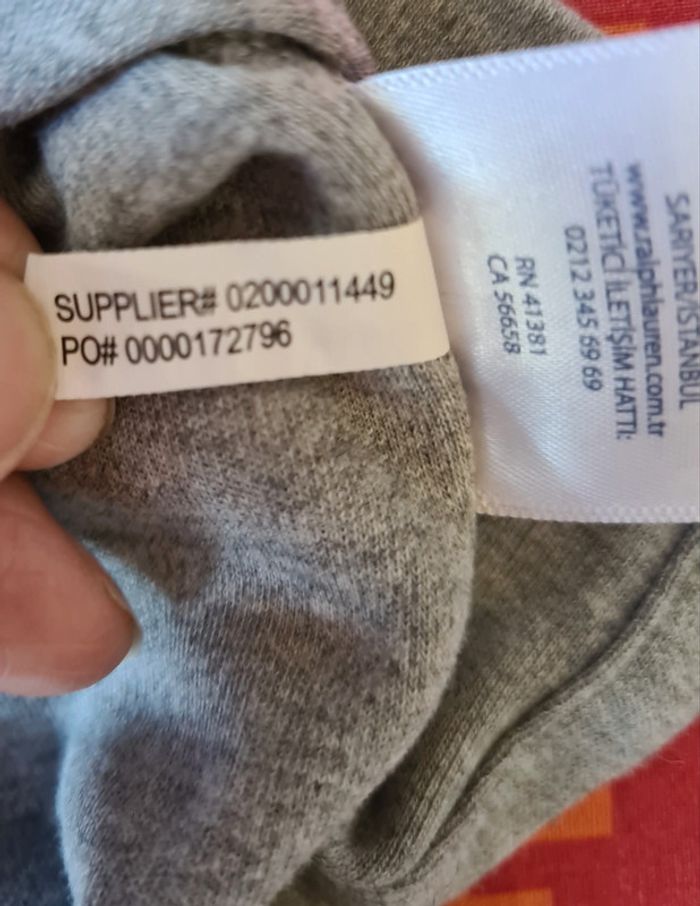 SUPPLIER# 0200011449
PO# 0000172796
SARIYER/İSTANBUL
www.ralphlauren.com.tr
TÜKETİCİ İLETİŞİM HATTI:
0212 345 69 69
RN 41381
CA 56658